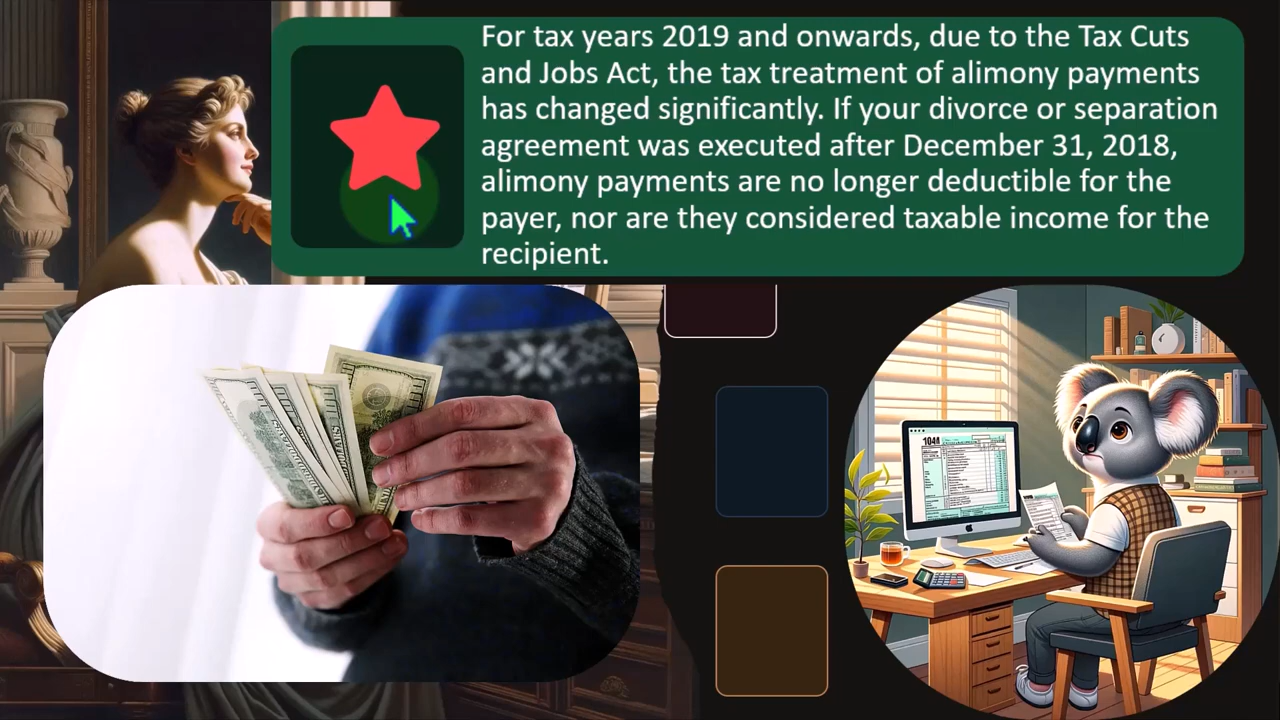 For tax years 2019 and onwards, due to the Tax Cuts
and Jobs Act, the tax treatment of alimony payments
has changed significantly. If your divorce or separation
agreement was executed after December 31, 2018,
alimony payments are no longer deductible for the
payer, nor are they considered taxable income for the
recipient.